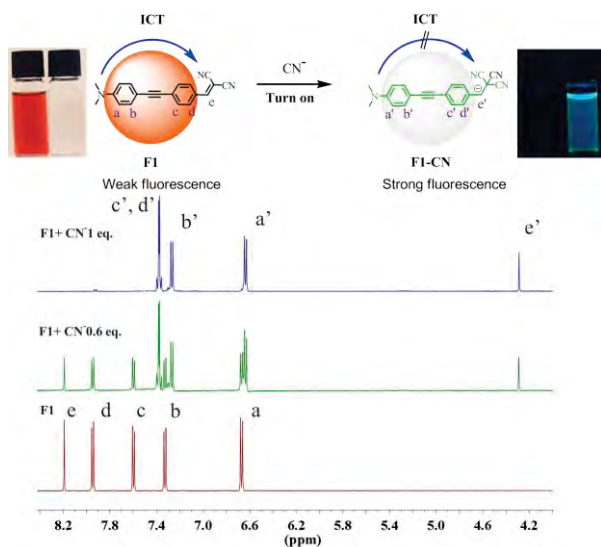 ICT
ICT
NC
CN
N
a
b
c
d
e
CN⁻
Turn on
NC
CN
CN
⊖
N
a'
b'
c'
d'
e'
F1
F1-CN
Weak fluorescence
Strong fluorescence
F1+ CN⁻1 eq.
c’, d’
b’
a’
e’
F1+ CN⁻0.6 eq.
F1
e
d
c
b
a
8.2 7.8 7.4 7.0 6.6 6.2 5.8 5.4 5.0 4.6 4.2
(ppm)